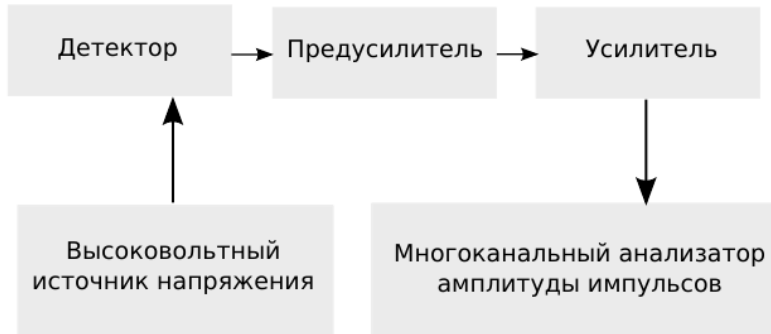 Детектор
Предусилитель
Усилитель
Высоковольтный
источник напряжения
Многоканальный анализатор
амплитуды импульсов